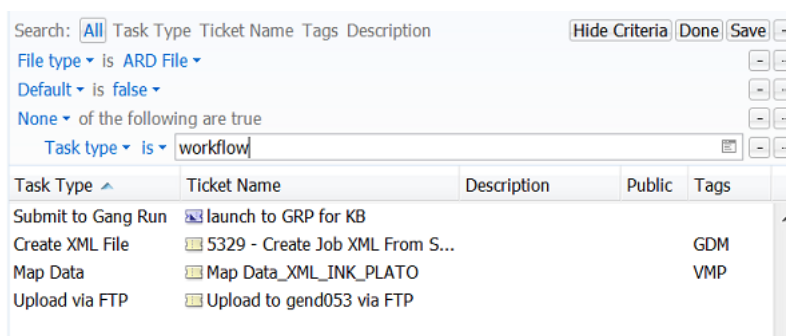 Search: All Task Type Ticket Name Tags Description Hide Criteria Done Save -
File type is ARD File - -
Default is false - -
None of the following are true - -
Task type is workflow - -
Task Type Ticket Name Description Public Tags
Submit to Gang Run launch to GRP for KB
Create XML File 5329 - Create Job XML From S... GDM
Map Data Map Data_XML_INK_PLATO VMP
Upload via FTP Upload to gend053 via FTP